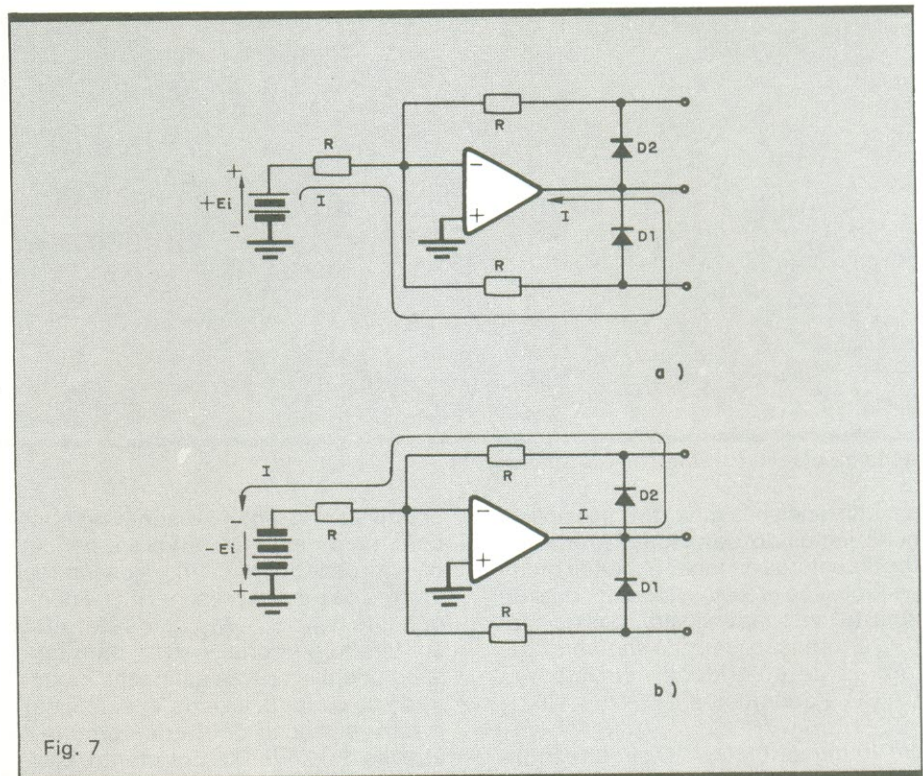 R
D2
R
+
+Ei
-
I
-
+
I
D1
R
a )
I
R
D2
-
-Ei
+
R
-
+
I
D1
R
b)
Fig. 7